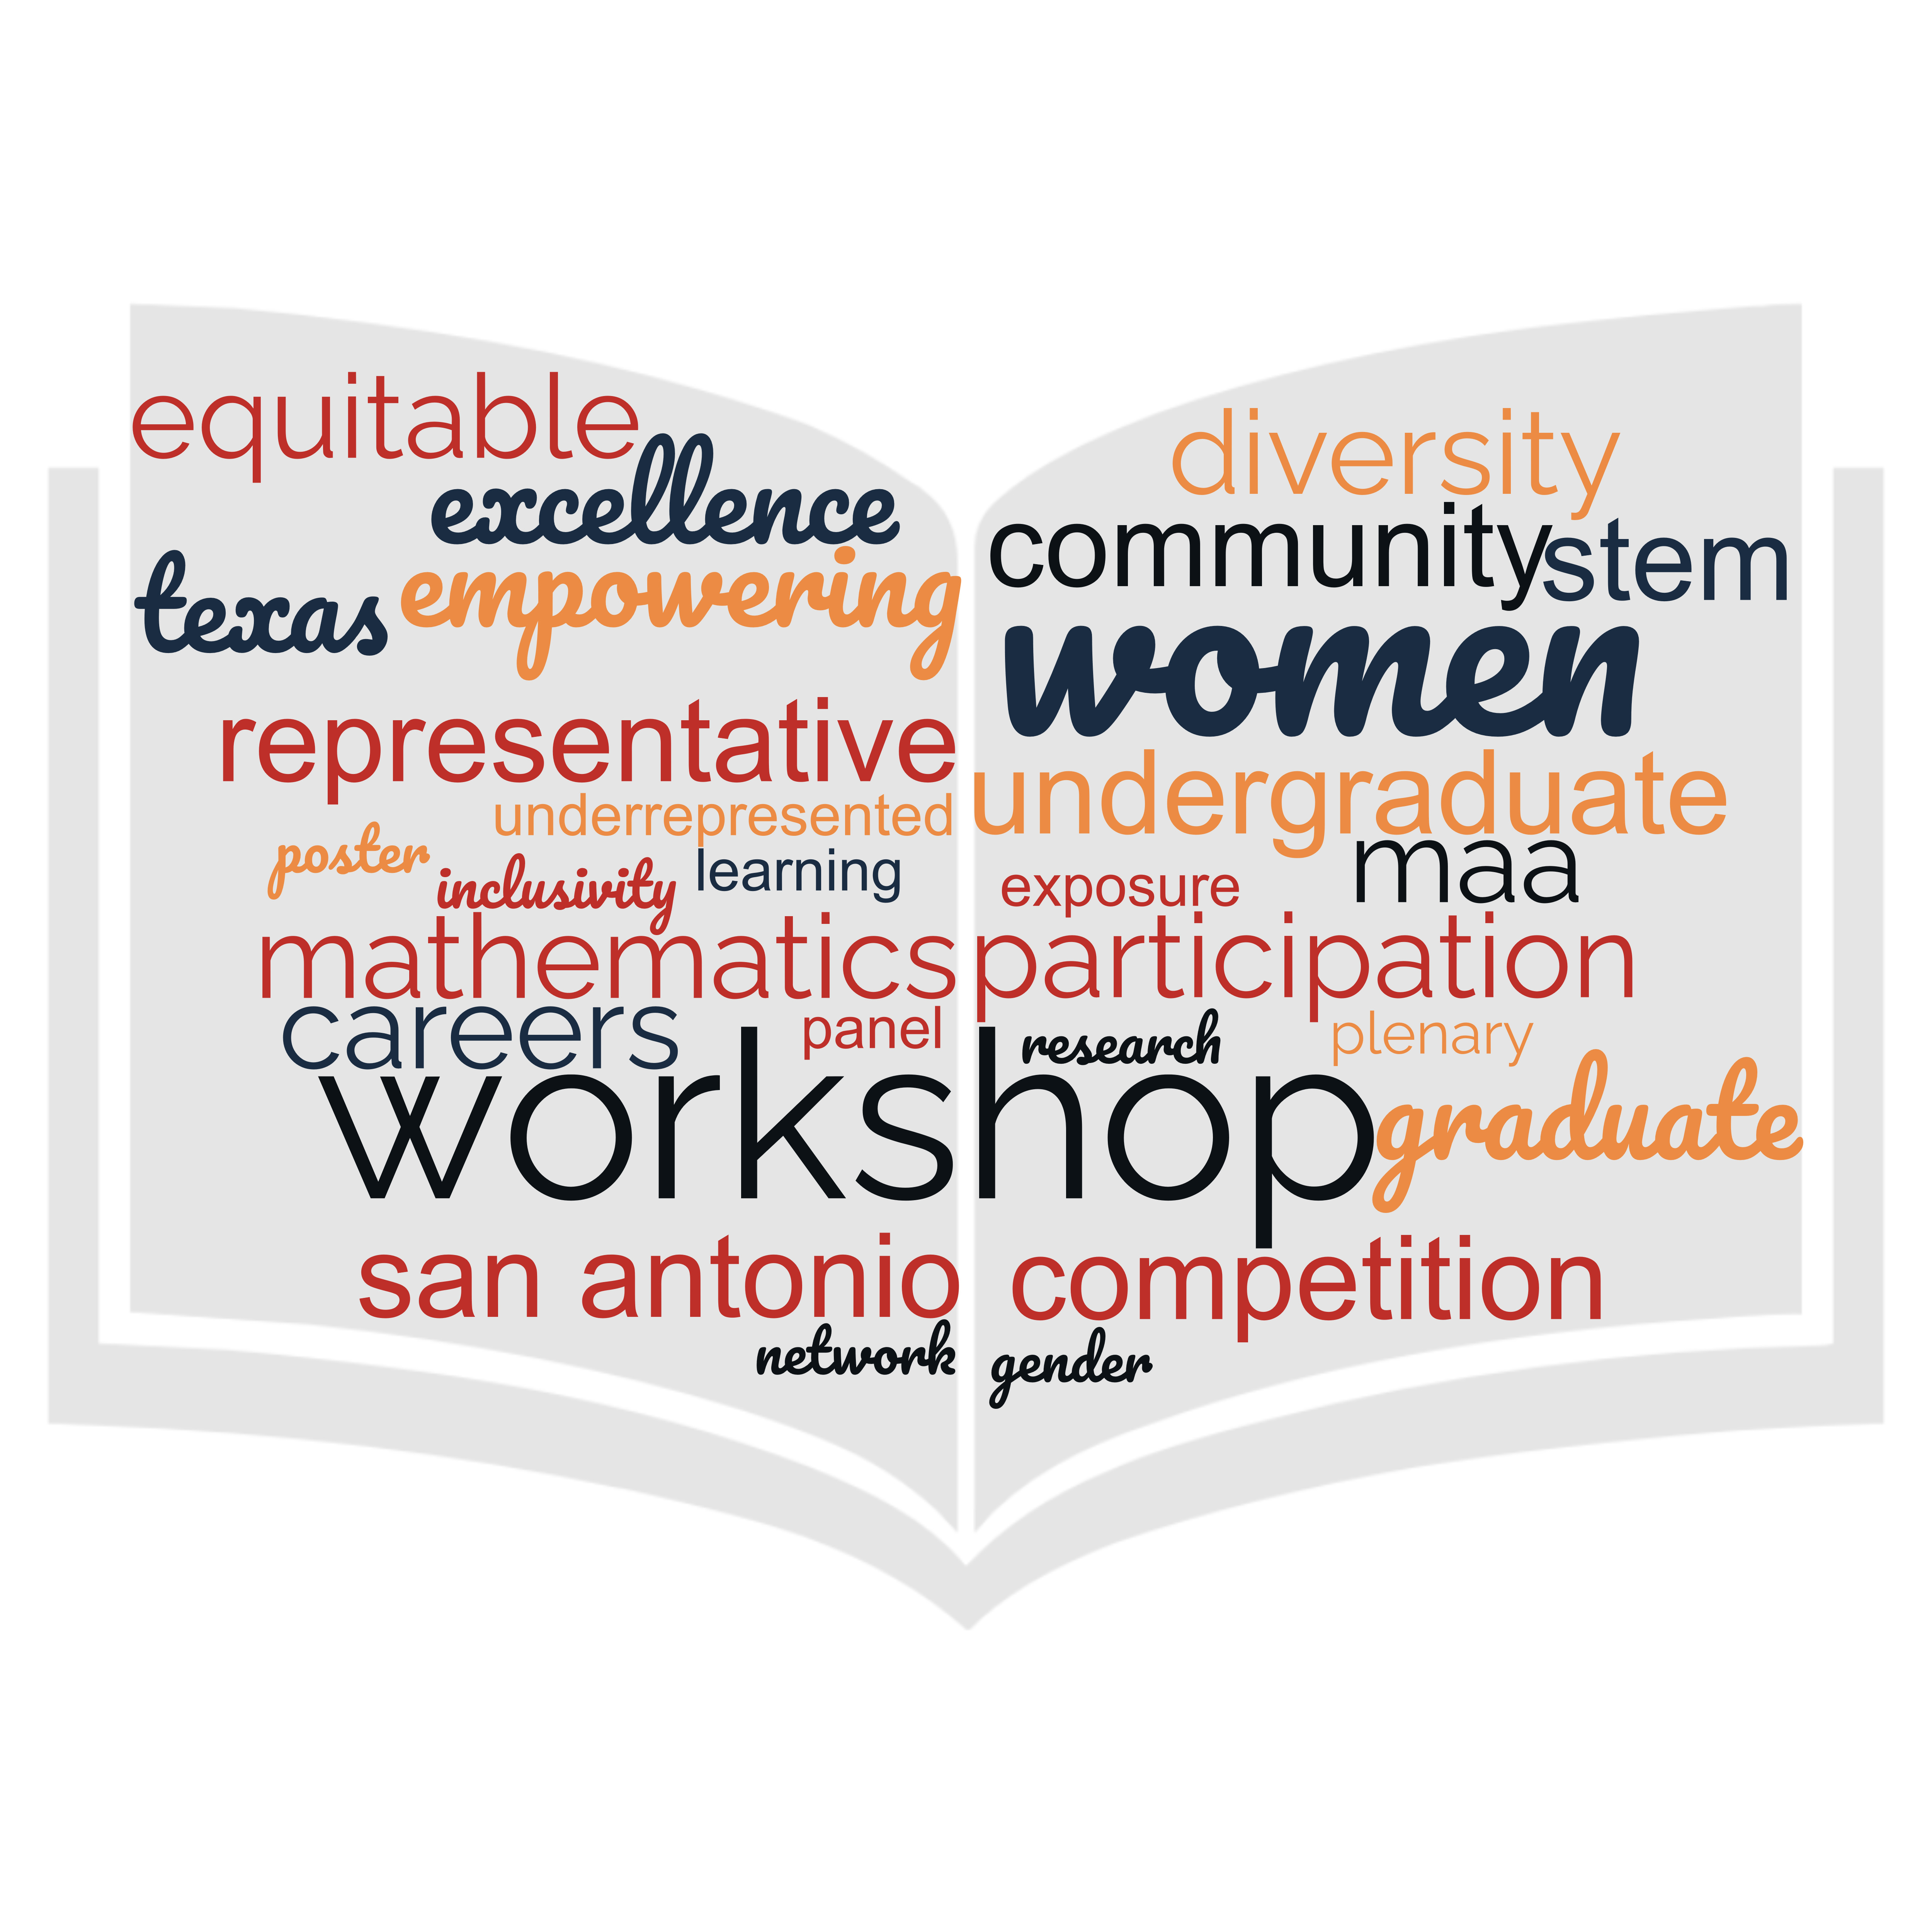 equitable
excellence
texas empowering
representative
underrepresented
poster inclusivity learning
mathematics
careers panel
workshop
san antonio
network
diversity
community stem
women
undergraduate
exposure maa
participation
research plenary
graduate
competition
gender